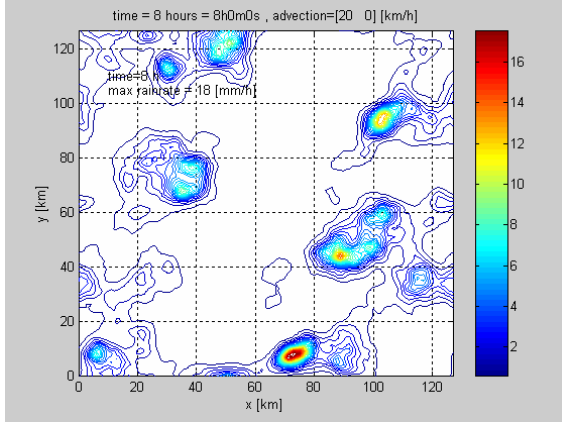 time = 8 hours = 8h0m0s , advection=[20 0] [km/h]
time=8 h
max rainrate = 18 [mm/h]
120
100
80
60
40
20
0
y [km]
0 20 40 60 80 100 120
x [km]
16
14
12
10
8
6
4
2